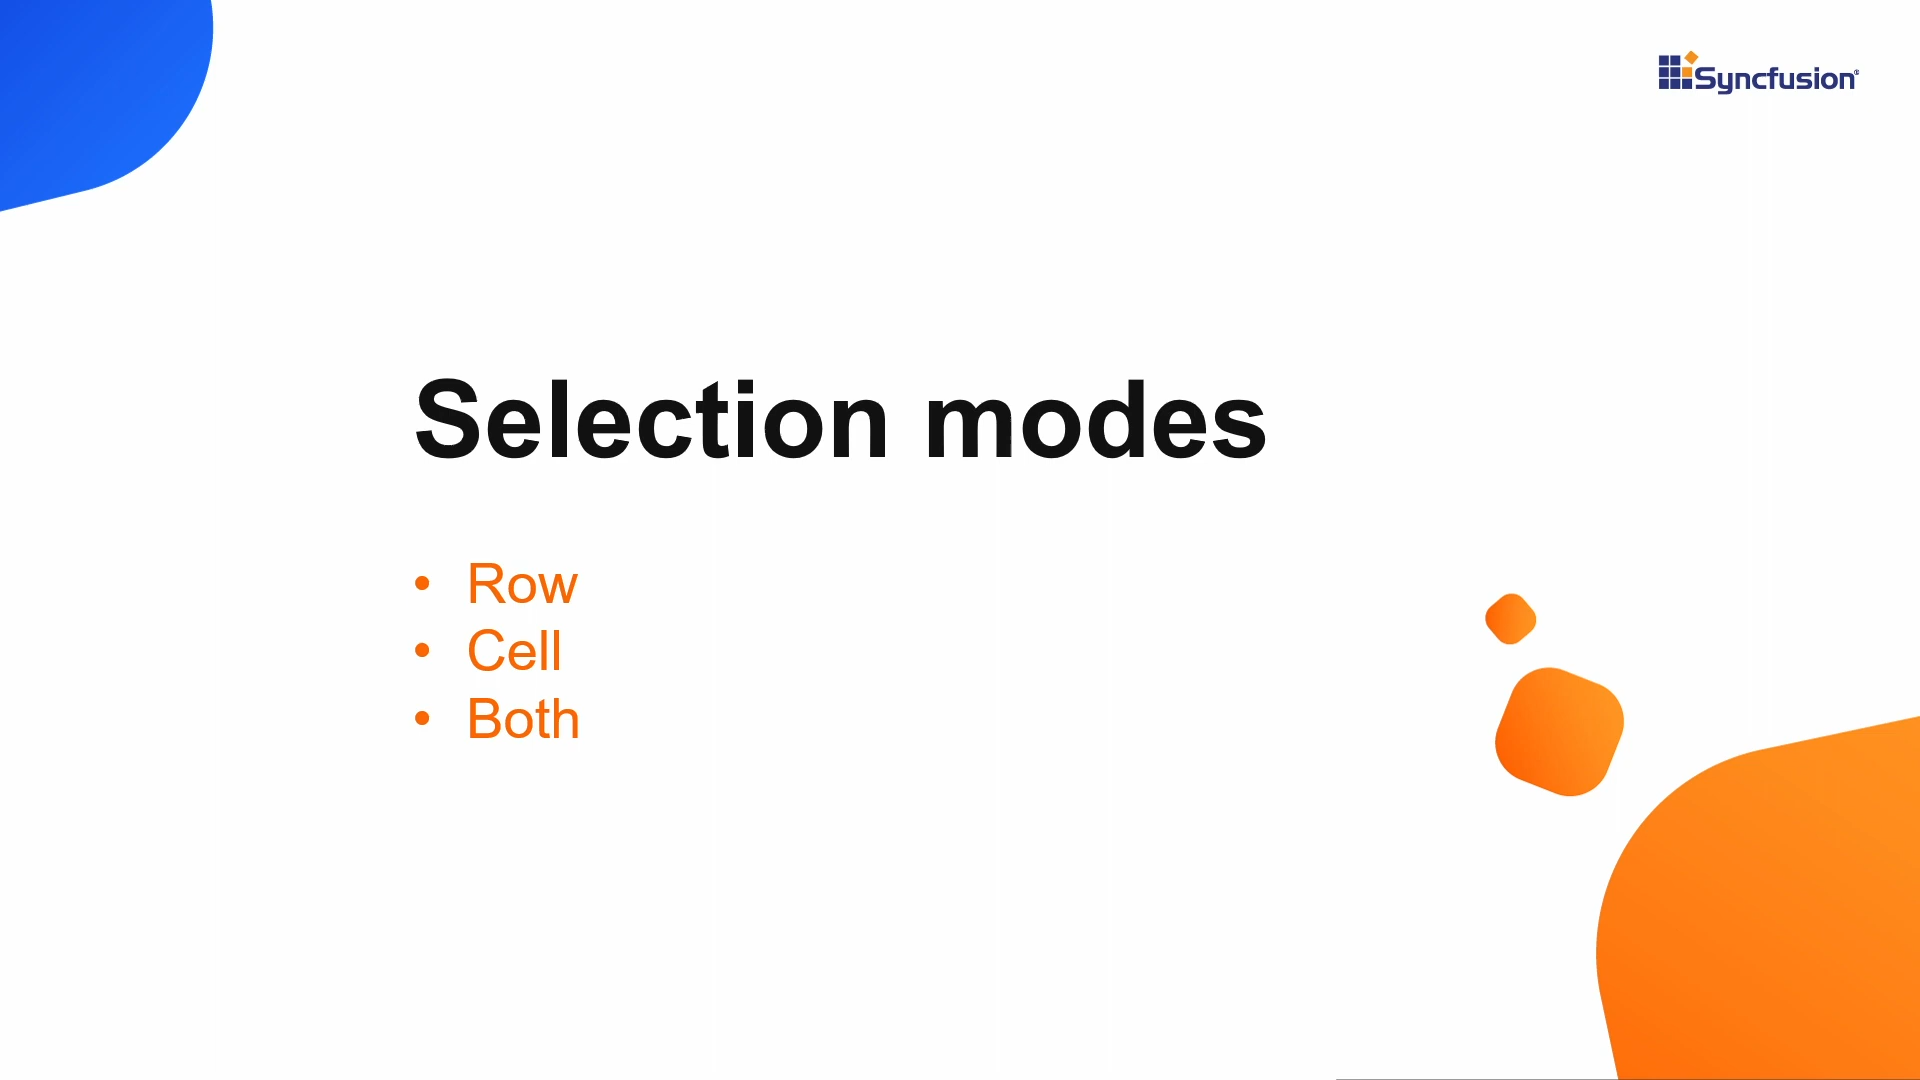 Syncfusion®
Selection modes
• Row
• Cell
• Both